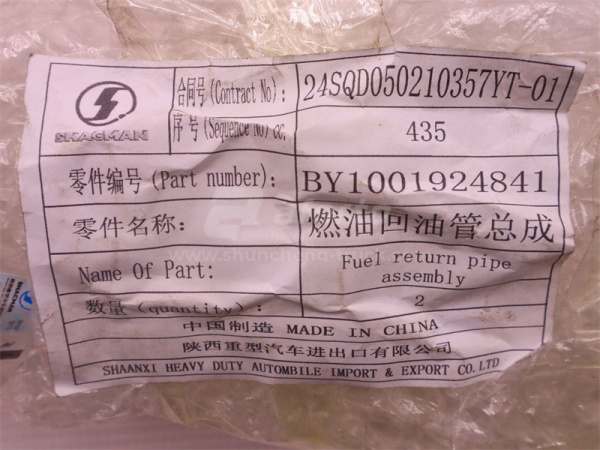 SHACMAN
合同号(Contract No): 24SQD050210357YT-01
序号(Sequence No) 435
零件编号(Part number): BY1001924841
零件名称: 燃油回油管总成
Name Of Part: Fuel return pipe assembly
数量(quantity): 2
中国制造 MADE IN CHINA
陕西重型汽车进出口有限公司
SHAANXI HEAVY DUTY AUTOMBILE IMPORT & EXPORT CO.LTD
SHACMAN